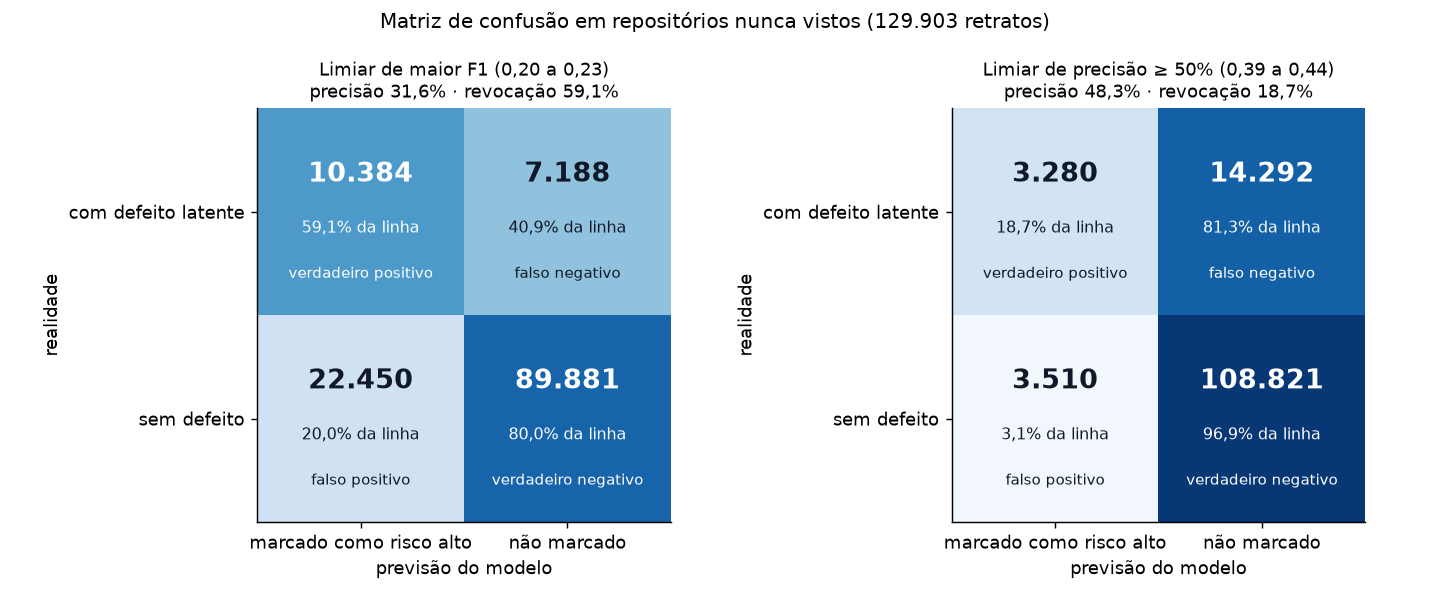 Matriz de confusão em repositórios nunca vistos (129.903 retratos)
Limiar de maior F1 (0,20 a 0,23)
precisão 31,6% · revocação 59,1%
realidade
com defeito latente
10.384
59,1% da linha
verdadeiro positivo
7.188
40,9% da linha
falso negativo
sem defeito
22.450
20,0% da linha
falso positivo
89.881
80,0% da linha
verdadeiro negativo
marcado como risco alto
não marcado
previsão do modelo
Limiar de precisão ≥ 50% (0,39 a 0,44)
precisão 48,3% · revocação 18,7%
realidade
com defeito latente
3.280
18,7% da linha
verdadeiro positivo
14.292
81,3% da linha
falso negativo
sem defeito
3.510
3,1% da linha
falso positivo
108.821
96,9% da linha
verdadeiro negativo
marcado como risco alto
não marcado
previsão do modelo